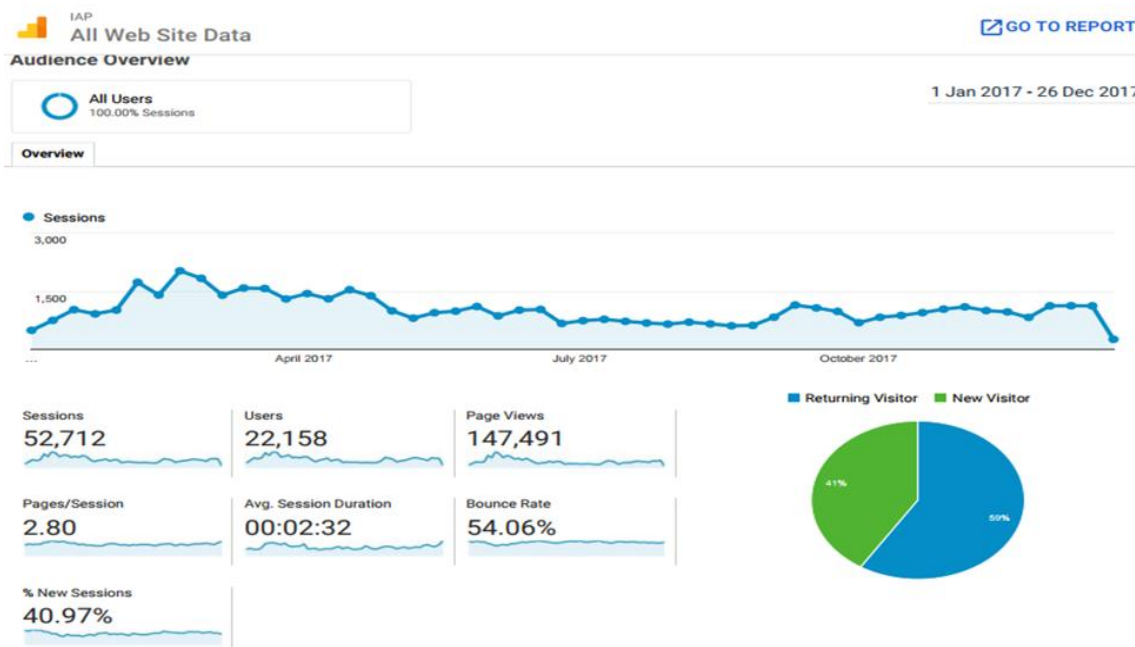 IAP
All Web Site Data
GO TO REPORT
Audience Overview
All Users
100.00% Sessions
1 Jan 2017 - 26 Dec 2017
Overview
Sessions
3,000
1,500
...
April 2017
July 2017
October 2017
Sessions
52,712
Users
22,158
Page Views
147,491
Returning Visitor
New Visitor
41%
59%
Pages/Session
2.80
Avg. Session Duration
00:02:32
Bounce Rate
54.06%
% New Sessions
40.97%